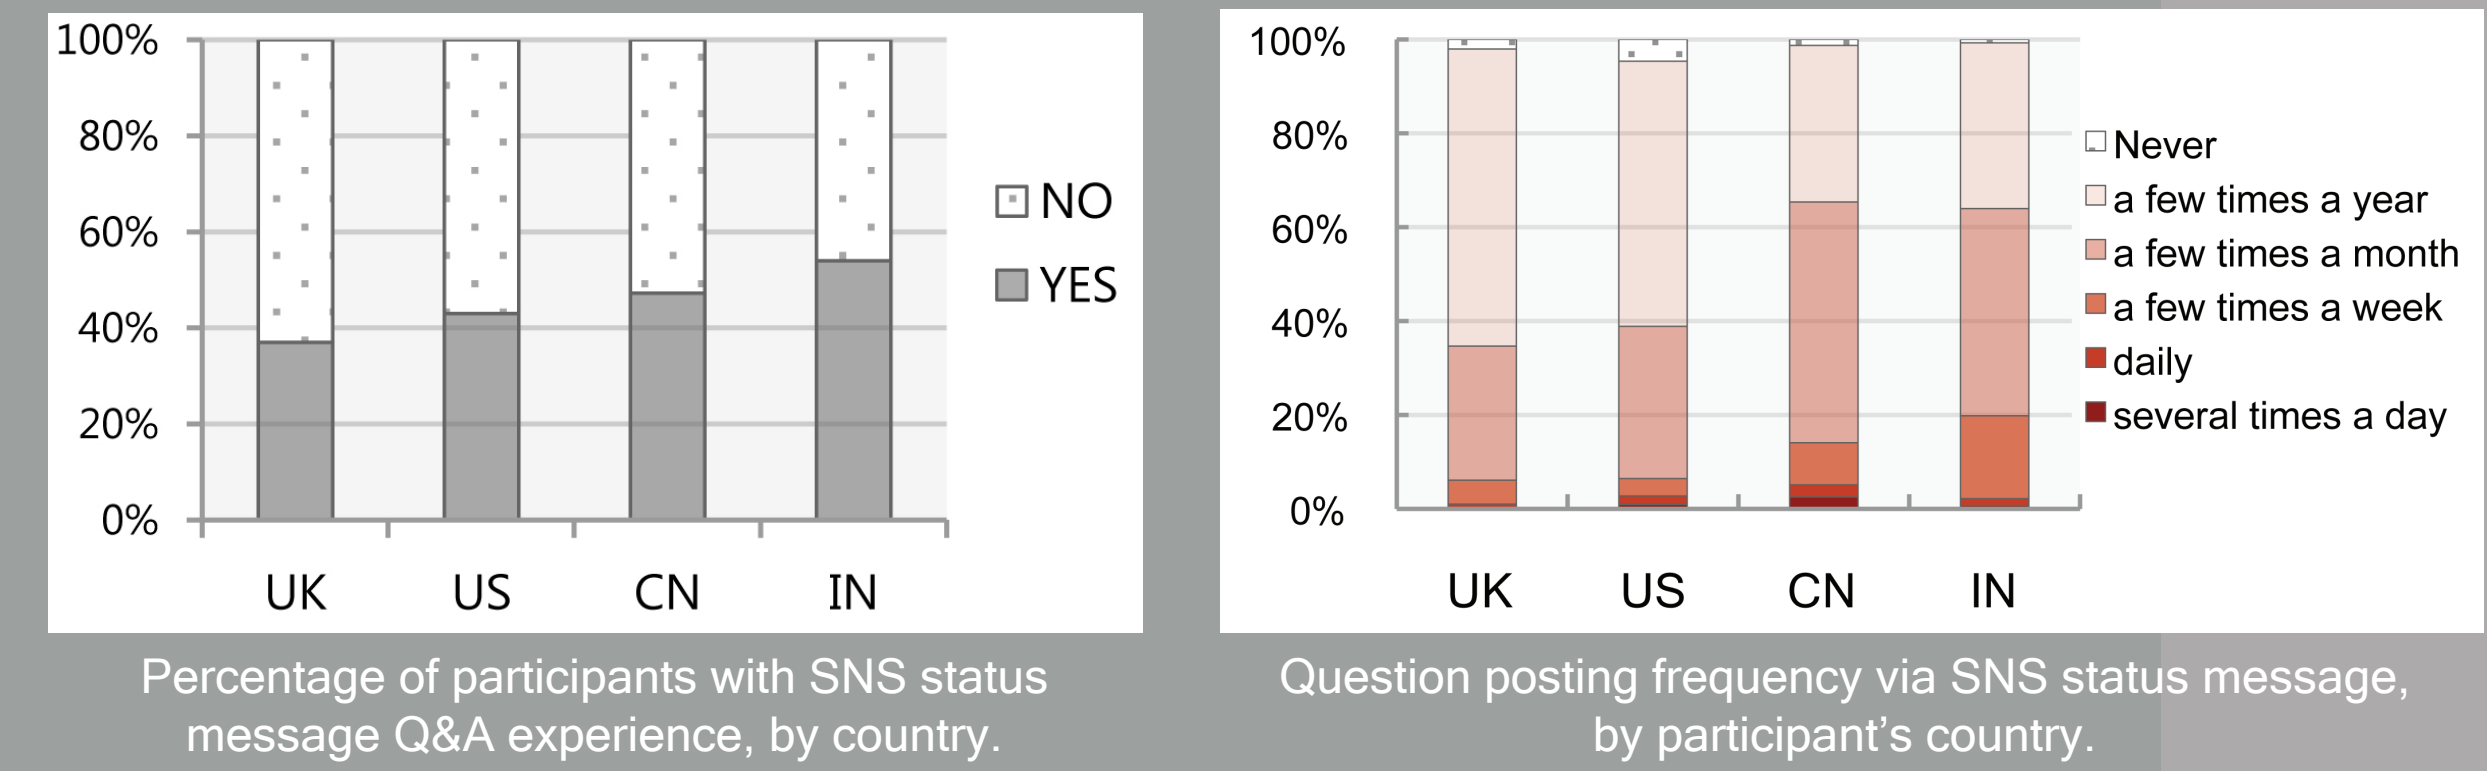 100%
80%
60%
40%
20%
0%
UK US CN IN
NO
YES
Percentage of participants with SNS status
message Q&A experience, by country.
100%
80%
60%
40%
20%
0%
UK US CN IN
Never
a few times a year
a few times a month
a few times a week
daily
several times a day
Question posting frequency via SNS status message,
by participant’s country.